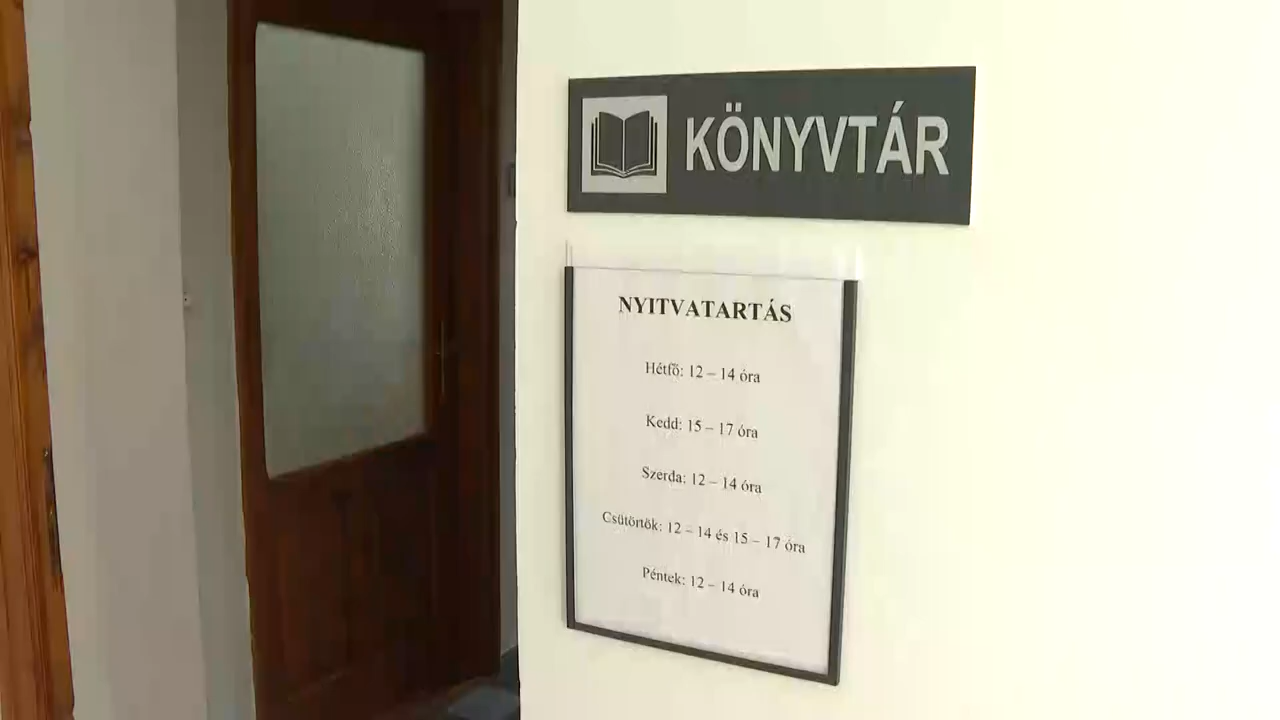 KÖNYVTÁR
NYITVATARTÁS
Hétfő: 12 – 14 óra
Kedd: 15 – 17 óra
Szerda: 12 – 14 óra
Csütörtök: 12 – 14 és 15 – 17 óra
Péntek: 12 – 14 óra